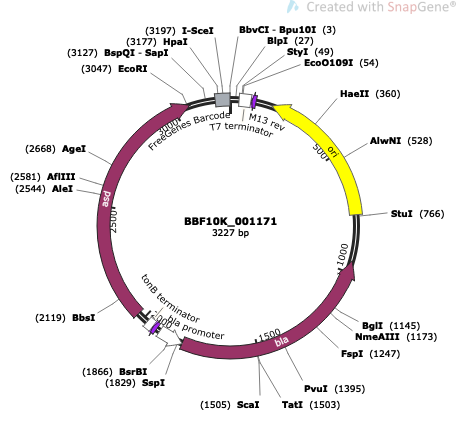 Created with SnapGene®
(3197) I-SceI
(3177) HpaI
(3127) BspQI - SapI
(3047) EcoRI
BbvCI - Bpu10I (3)
BlpI (27)
StyI (49)
EcoO109I (54)
HaeII (360)
AlwNI (528)
StuI (766)
BglI (1145)
NmeAIII (1173)
FspI (1247)
PvuI (1395)
TatI (1503)
(1505) ScaI
(1829) SspI
(1866) BsrBI
(2119) BbsI
(2544) AleI
(2581) AflIII
(2668) AgeI
FreeGenes Barcode
T7 terminator
M13 rev
ori
bla
bla promoter
tonB terminator
asd
500
1000
1500
2500
3000
BBF10K_001171
3227 bp